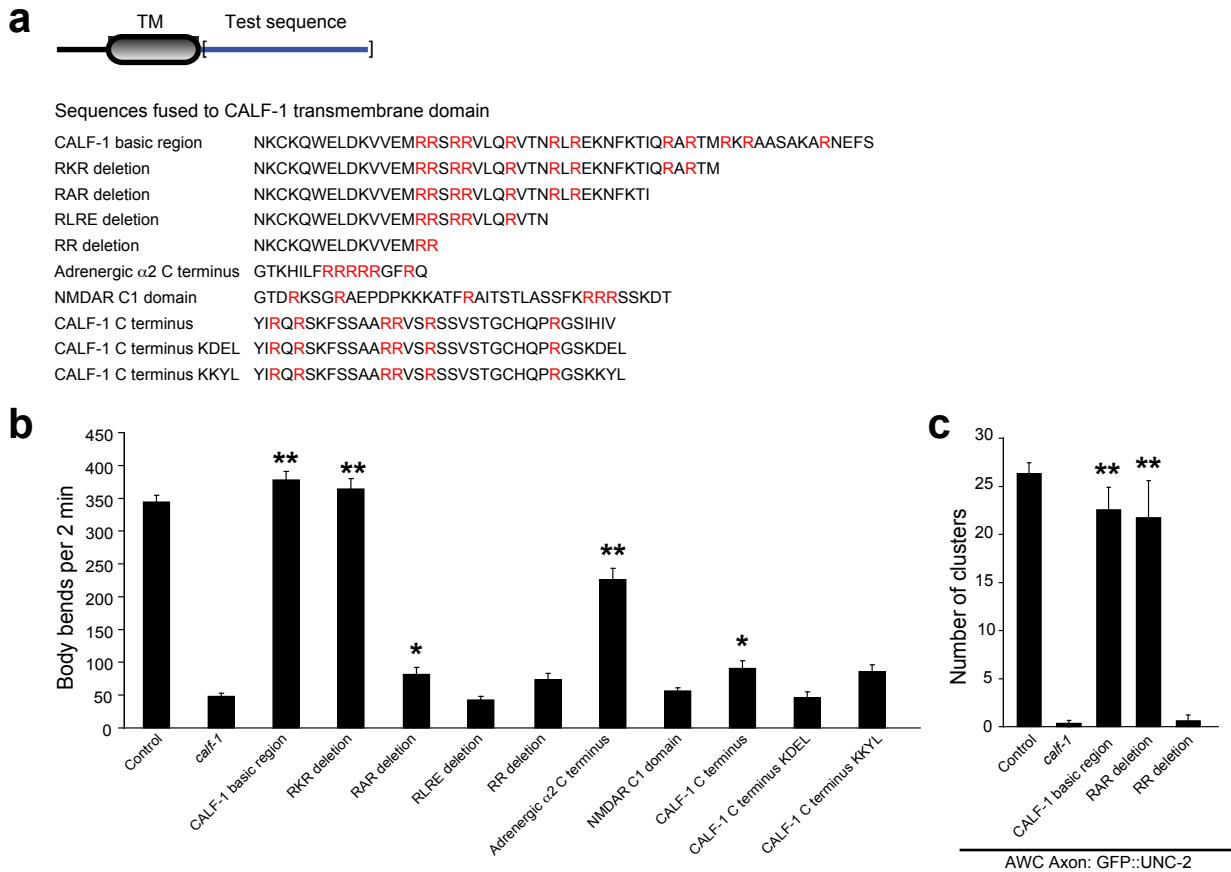 a
TM Test sequence
[ ]
Sequences fused to CALF-1 transmembrane domain
CALF-1 basic region NKCKQWELDKVVEMRRSRRVLQRVTNRLREKNFKTIQRARTMRKRAASAKARNEFS
RKR deletion NKCKQWELDKVVEMRRSRRVLQRVTNRLREKNFKTIQRARTM
RAR deletion NKCKQWELDKVVEMRRSRRVLQRVTNRLREKNFKTI
RLRE deletion NKCKQWELDKVVEMRRSRRVLQRVTN
RR deletion NKCKQWELDKVVEMRR
Adrenergic α2 C terminus GTKHILFRRRRRGFRQ
NMDAR C1 domain GTDRKSGRAEPDPKKKATFRAITSTLASSFKRRRSSKDT
CALF-1 C terminus YIRQRSKFSSAARRVSRSSVSTGCHQPRGSIHIV
CALF-1 C terminus KDEL YIRQRSKFSSAARRVSRSSVSTGCHQPRGSKDEL
CALF-1 C terminus KKYL YIRQRSKFSSAARRVSRSSVSTGCHQPRGSKKYL
b
Body bends per 2 min
450
400
350
300
250
200
150
100
50
0
** ** * ** *
Control
calf-1
CALF-1 basic region
RKR deletion
RAR deletion
RLRE deletion
RR deletion
Adrenergic α2 C terminus
NMDAR C1 domain
CALF-1 C terminus
CALF-1 C terminus KDEL
CALF-1 C terminus KKYL
c
Number of clusters
30
25
20
15
10
5
0
** **
Control
calf-1
CALF-1 basic region
RAR deletion
RR deletion
AWC Axon: GFP::UNC-2